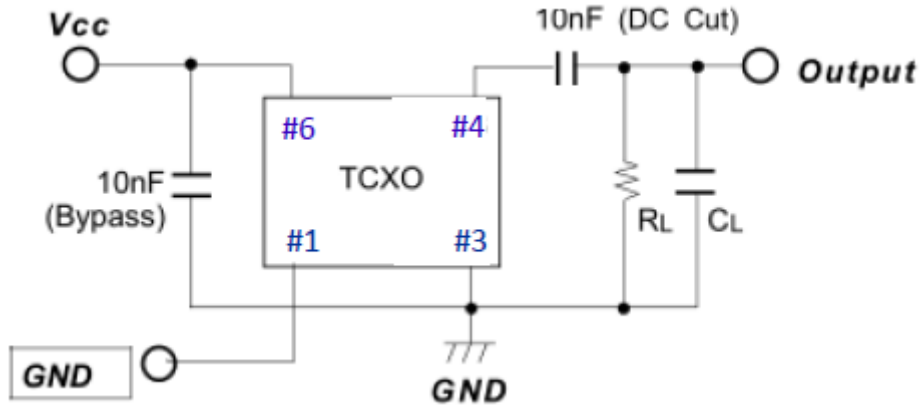 Vcc
10nF (DC Cut)
Output
#6
#4
TCXO
10nF
(Bypass)
#1
#3
RL
CL
GND
GND